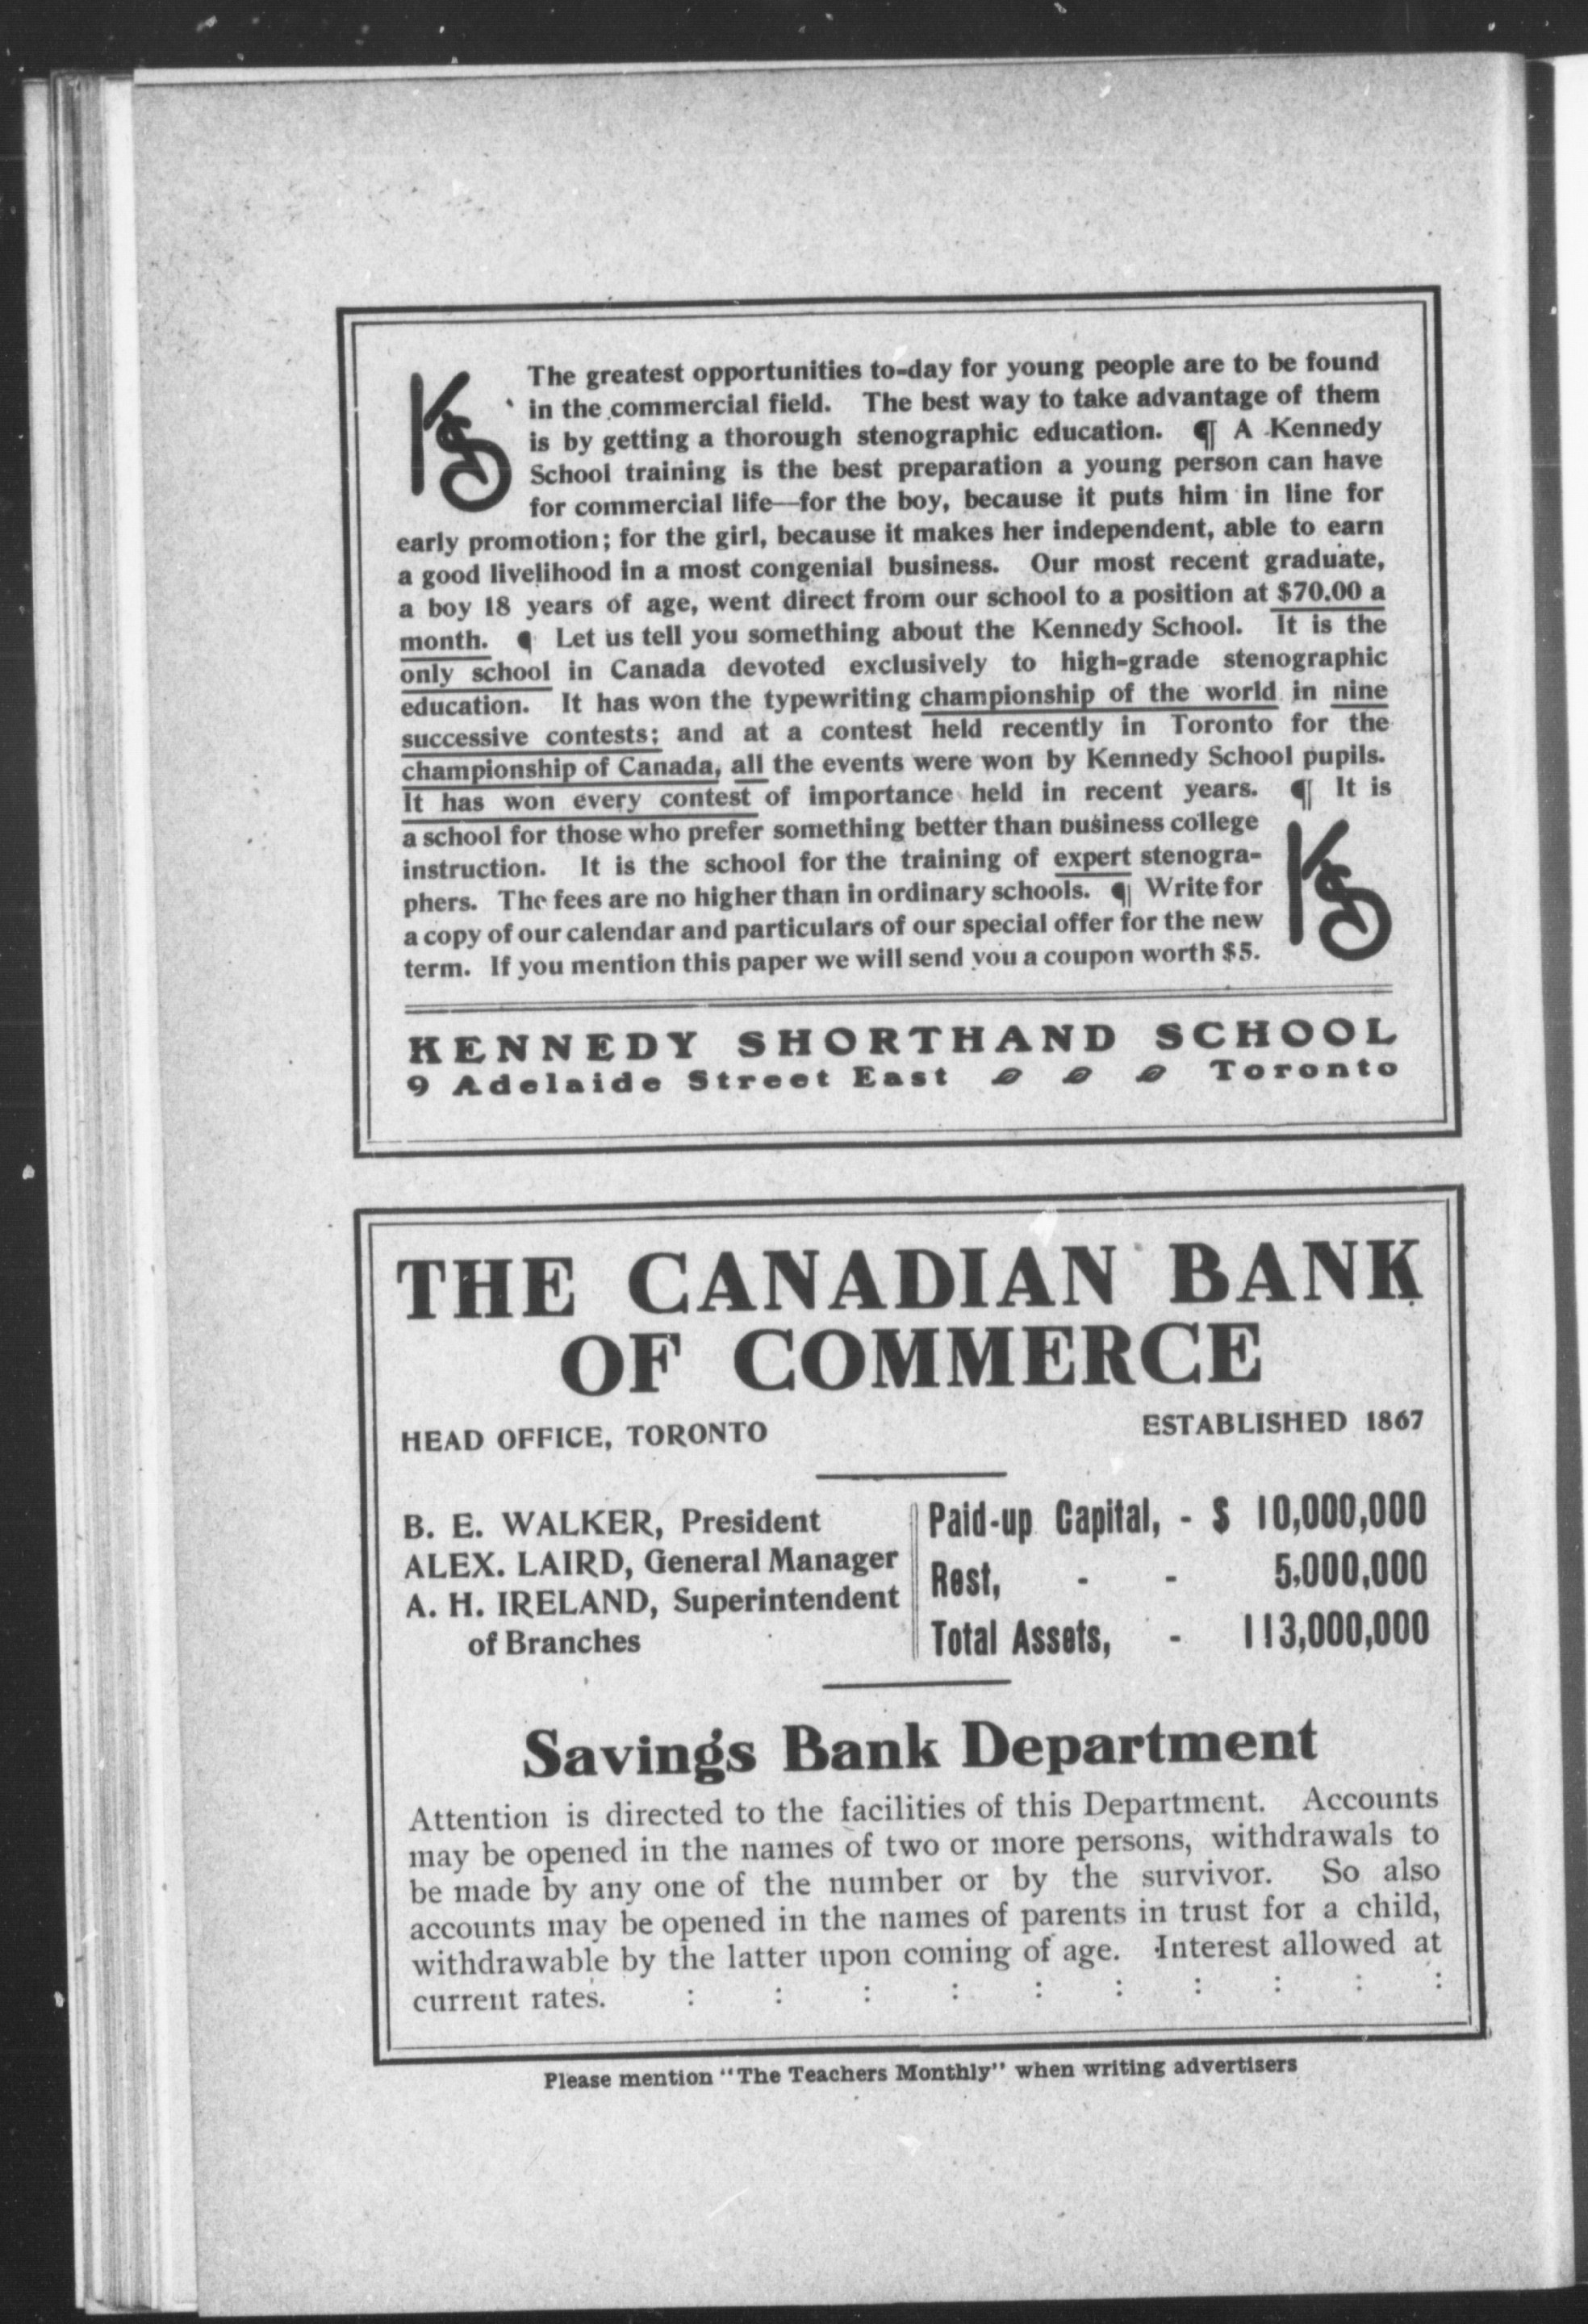 KSS
The greatest opportunities to-day for young people are to be found
in the commercial field. The best way to take advantage of them
is by getting a thorough stenographic education. ¶ A Kennedy
School training is the best preparation a young person can have
for commercial life—for the boy, because it puts him in line for
early promotion; for the girl, because it makes her independent, able to earn
a good livelihood in a most congenial business. Our most recent graduate,
a boy 18 years of age, went direct from our school to a position at $70.00 a
month. ¶ Let us tell you something about the Kennedy School. It is the
only school in Canada devoted exclusively to high-grade stenographic
education. It has won the typewriting championship of the world in nine
successive contests; and at a contest held recently in Toronto for the
championship of Canada, all the events were won by Kennedy School pupils.
It has won every contest of importance held in recent years. ¶ It is
a school for those who prefer something better than business college
instruction. It is the school for the training of expert stenogra-
phers. The fees are no higher than in ordinary schools. ¶ Write for
a copy of our calendar and particulars of our special offer for the new
term. If you mention this paper we will send you a coupon worth $5.
KSS
KENNEDY SHORTHAND SCHOOL
9 Adelaide Street East Toronto
THE CANADIAN BANK
OF COMMERCE
HEAD OFFICE, TORONTO ESTABLISHED 1867
B. E. WALKER, President
ALEX. LAIRD, General Manager
A. H. IRELAND, Superintendent
of Branches
Paid-up Capital, - $ 10,000,000
Rest, - - 5,000,000
Total Assets, - 113,000,000
Savings Bank Department
Attention is directed to the facilities of this Department. Accounts
may be opened in the names of two or more persons, withdrawals to
be made by any one of the number or by the survivor. So also
accounts may be opened in the names of parents in trust for a child,
withdrawable by the latter upon coming of age. Interest allowed at
current rates. : : : : : : : : : :
Please mention "The Teachers Monthly" when writing advertisers